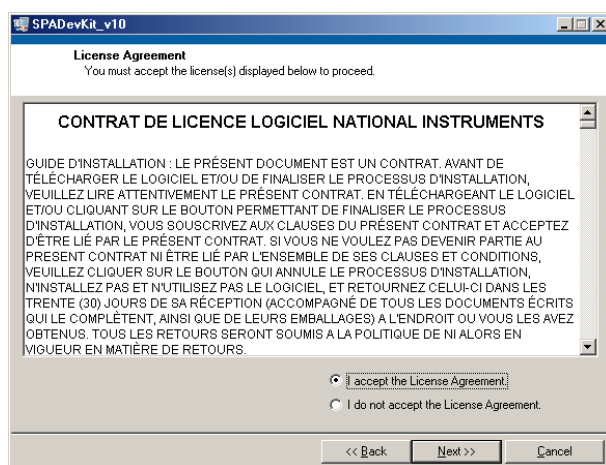 SPADevKit_v10
License Agreement
You must accept the license(s) displayed below to proceed.
CONTRAT DE LICENCE LOGICIEL NATIONAL INSTRUMENTS
GUIDE D'INSTALLATION : LE PRÉSENT DOCUMENT EST UN CONTRAT. AVANT DE
TÉLÉCHARGER LE LOGICIEL ET/OU DE FINALISER LE PROCESSUS D'INSTALLATION,
VEUILLEZ LIRE ATTENTIVEMENT LE PRÉSENT CONTRAT. EN TÉLÉCHARGEANT LE LOGICIEL
ET/OU CLIQUANT SUR LE BOUTON PERMETTANT DE FINALISER LE PROCESSUS
D'INSTALLATION, VOUS SOUSCRIVEZ AUX CLAUSES DU PRÉSENT CONTRAT ET ACCEPTEZ
D'ÊTRE LIÉ PAR LE PRÉSENT CONTRAT. SI VOUS NE VOULEZ PAS DEVENIR PARTIE AU
PRESENT CONTRAT NI ÊTRE LIÉ PAR L'ENSEMBLE DE SES CLAUSES ET CONDITIONS,
VEUILLEZ CLIQUER SUR LE BOUTON QUI ANNULE LE PROCESSUS D'INSTALLATION,
N'INSTALLEZ PAS ET N'UTILISEZ PAS LE LOGICIEL, ET RETOURNEZ CELUI-CI DANS LES
TRENTE (30) JOURS DE SA RÉCEPTION (ACCOMPAGNÉ DE TOUS LES DOCUMENTS ÉCRITS
QUI LE COMPLÈTENT, AINSI QUE DE LEURS EMBALLAGES) A L'ENDROIT OU VOUS LES AVEZ
OBTENUS. TOUS LES RETOURS SERONT SOUMIS A LA POLITIQUE DE NI ALORS EN
VIGUEUR EN MATIÈRE DE RETOURS.
I accept the License Agreement.
I do not accept the License Agreement.
<< Back Next >> Cancel